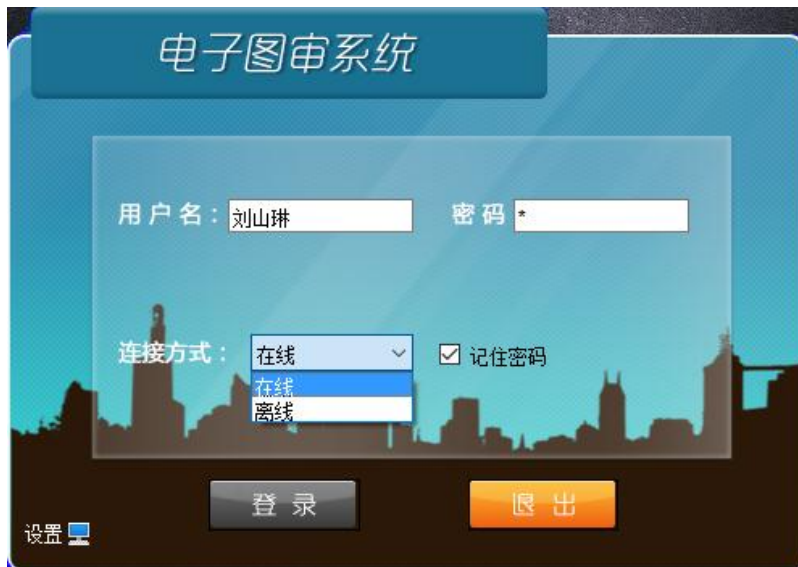 电子图审系统
用户名：刘山琳 密码 *
连接方式： 在线 记住密码
在线
离线
登录 退出
设置